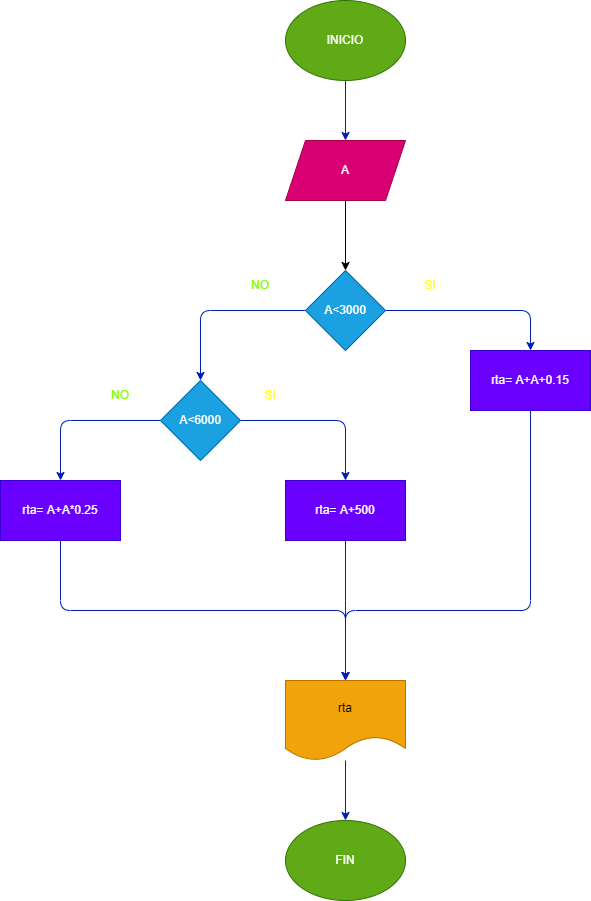 INICIO
A
NO
SI
A<3000
rta= A+A+0.15
NO
SI
A<6000
rta= A+A*0.25
rta= A+500
rta
FIN